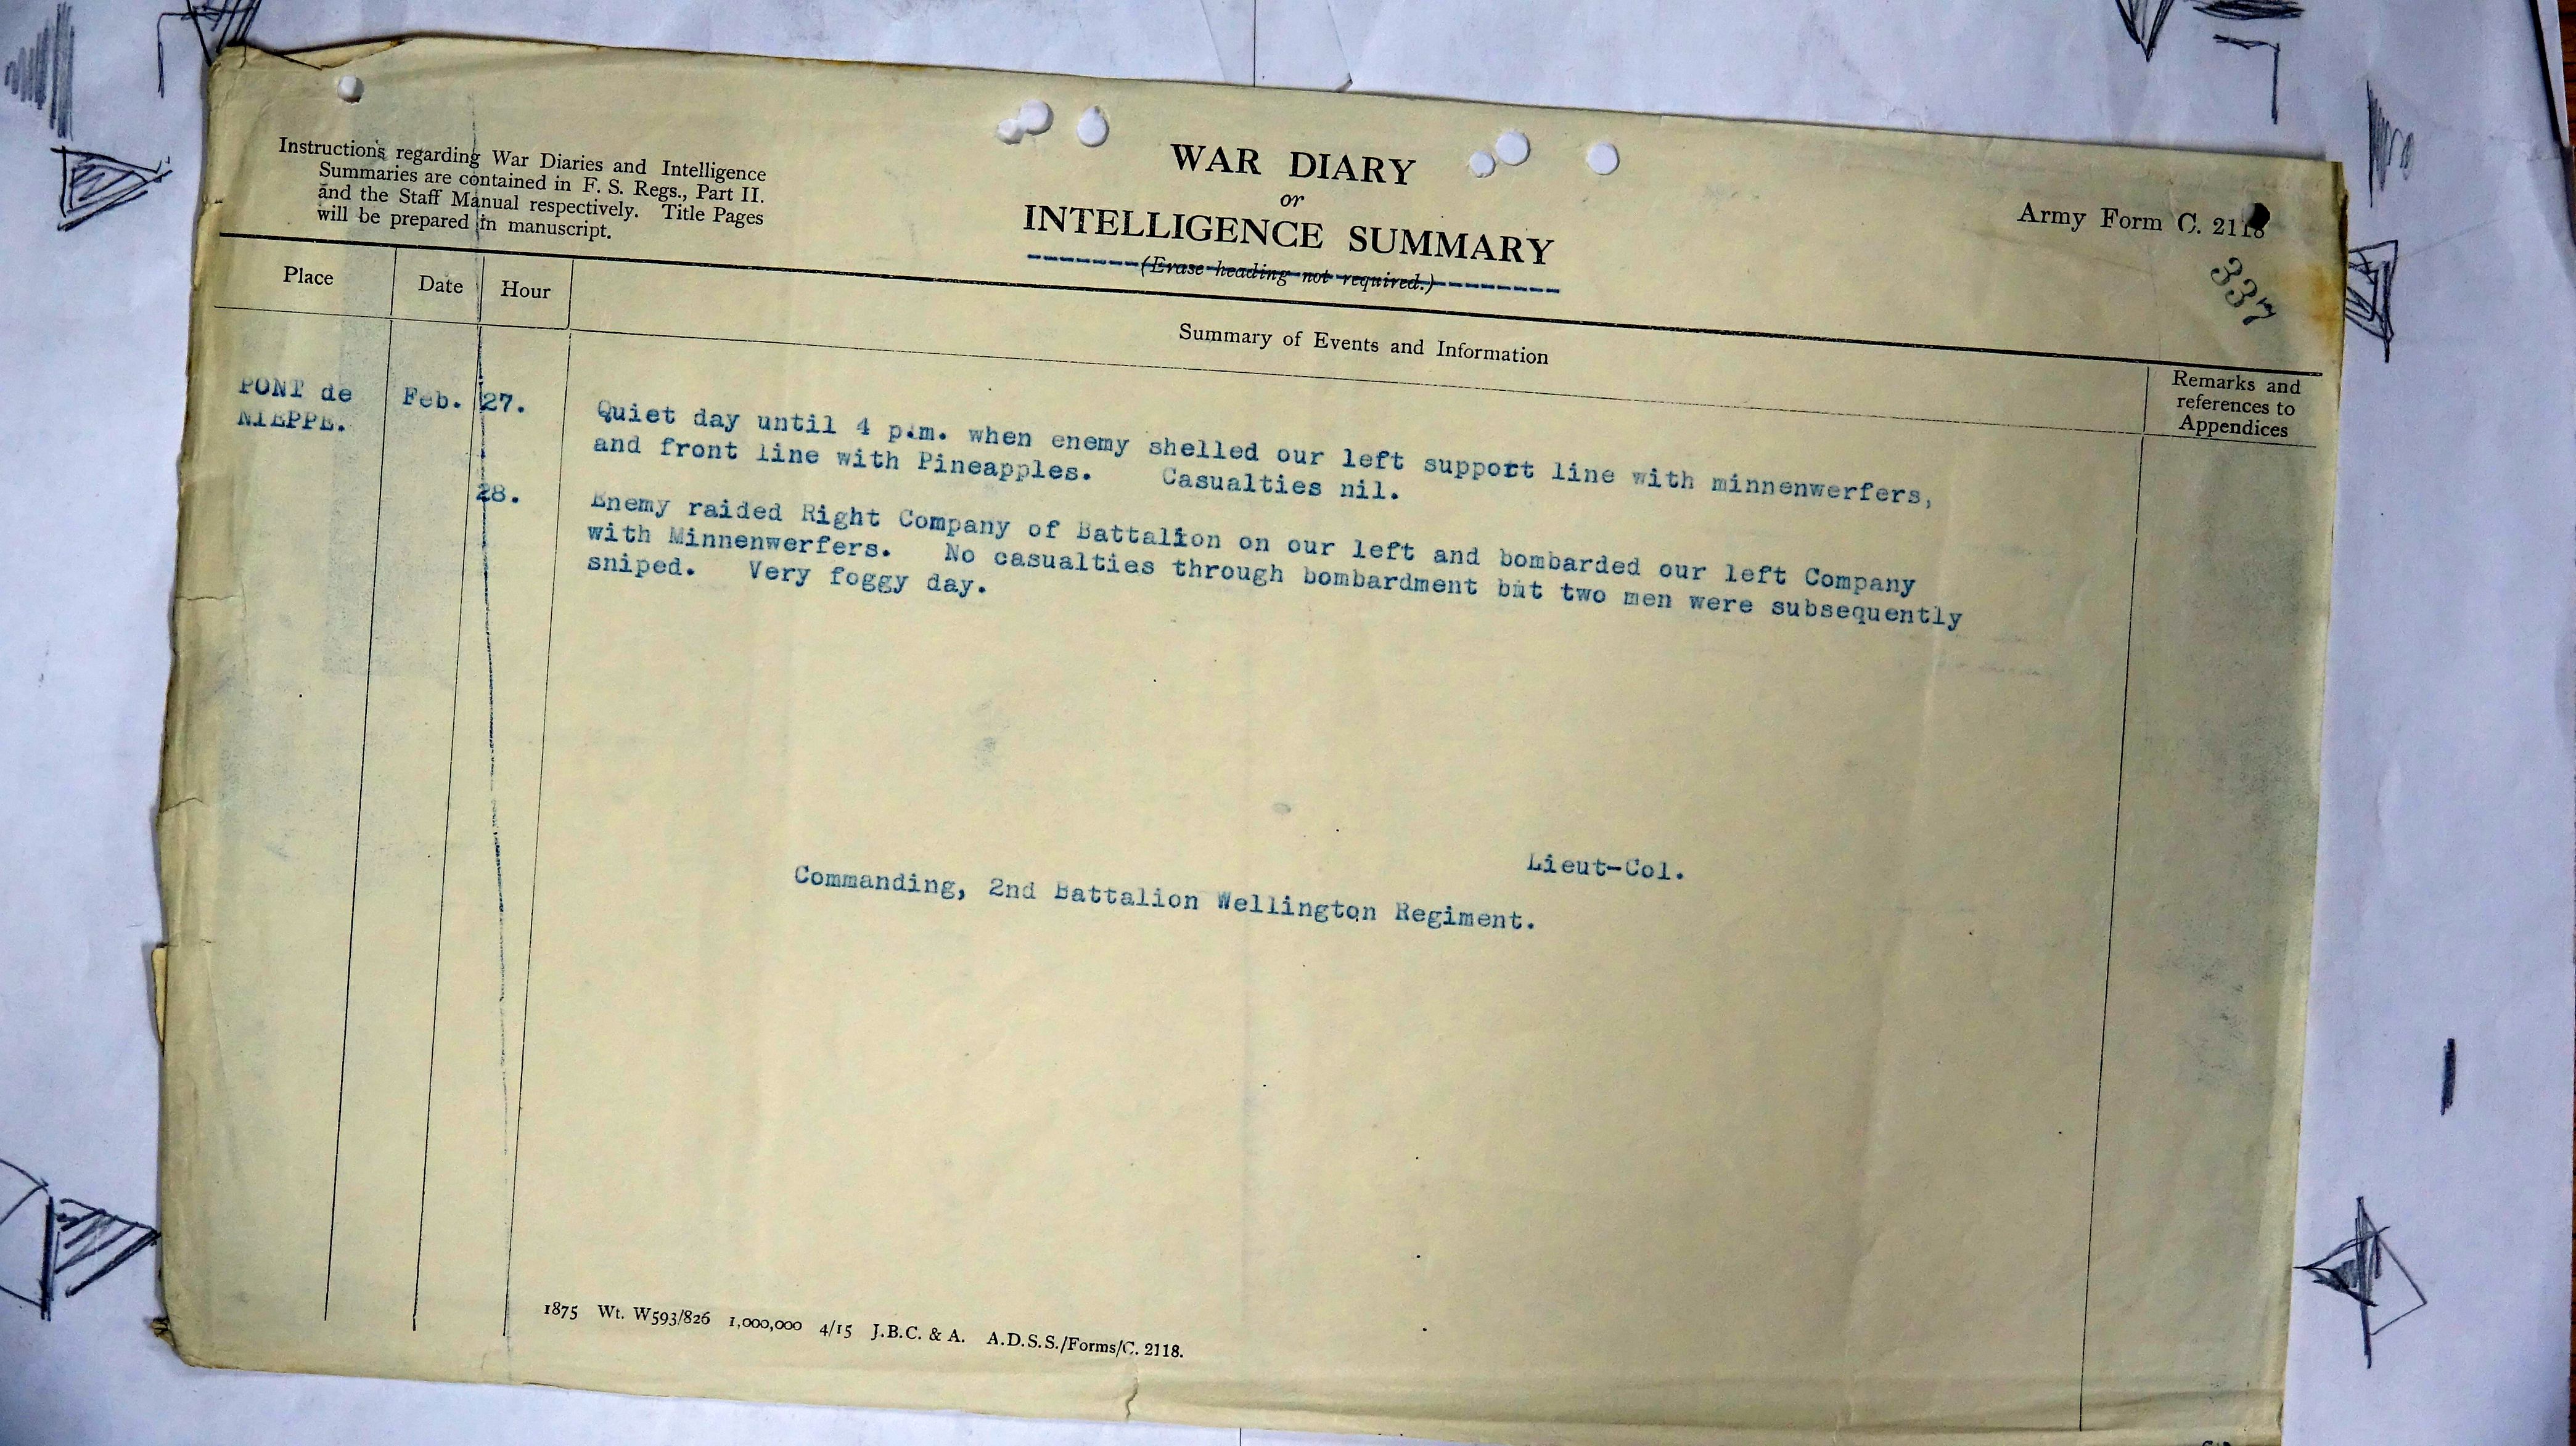 Instructions regarding War Diaries and Intelligence
Summaries are contained in F. S. Regs., Part II.
and the Staff Manual respectively. Title Pages
will be prepared in manuscript.
WAR DIARY
or
INTELLIGENCE SUMMARY
(Erase heading not required.)
Army Form C. 2118
337
Place
Date
Hour
Summary of Events and Information
Remarks and
references to
Appendices
PONT de
NIEPPE.
Feb. 27.
Quiet day until 4 p.m. when enemy shelled our left support line with minnenwerfers,
and front line with Pineapples. Casualties nil.
28.
Enemy raided Right Company of Battalion on our left and bombarded our left Company
with Minnenwerfers. No casualties through bombardment but two men were subsequently
sniped. Very foggy day.
Lieut-Col.
Commanding, 2nd Battalion Wellington Regiment.
1875 Wt. W593/826 1,000,000 4/15 J.B.C. & A. A.D.S.S./Forms/C. 2118.